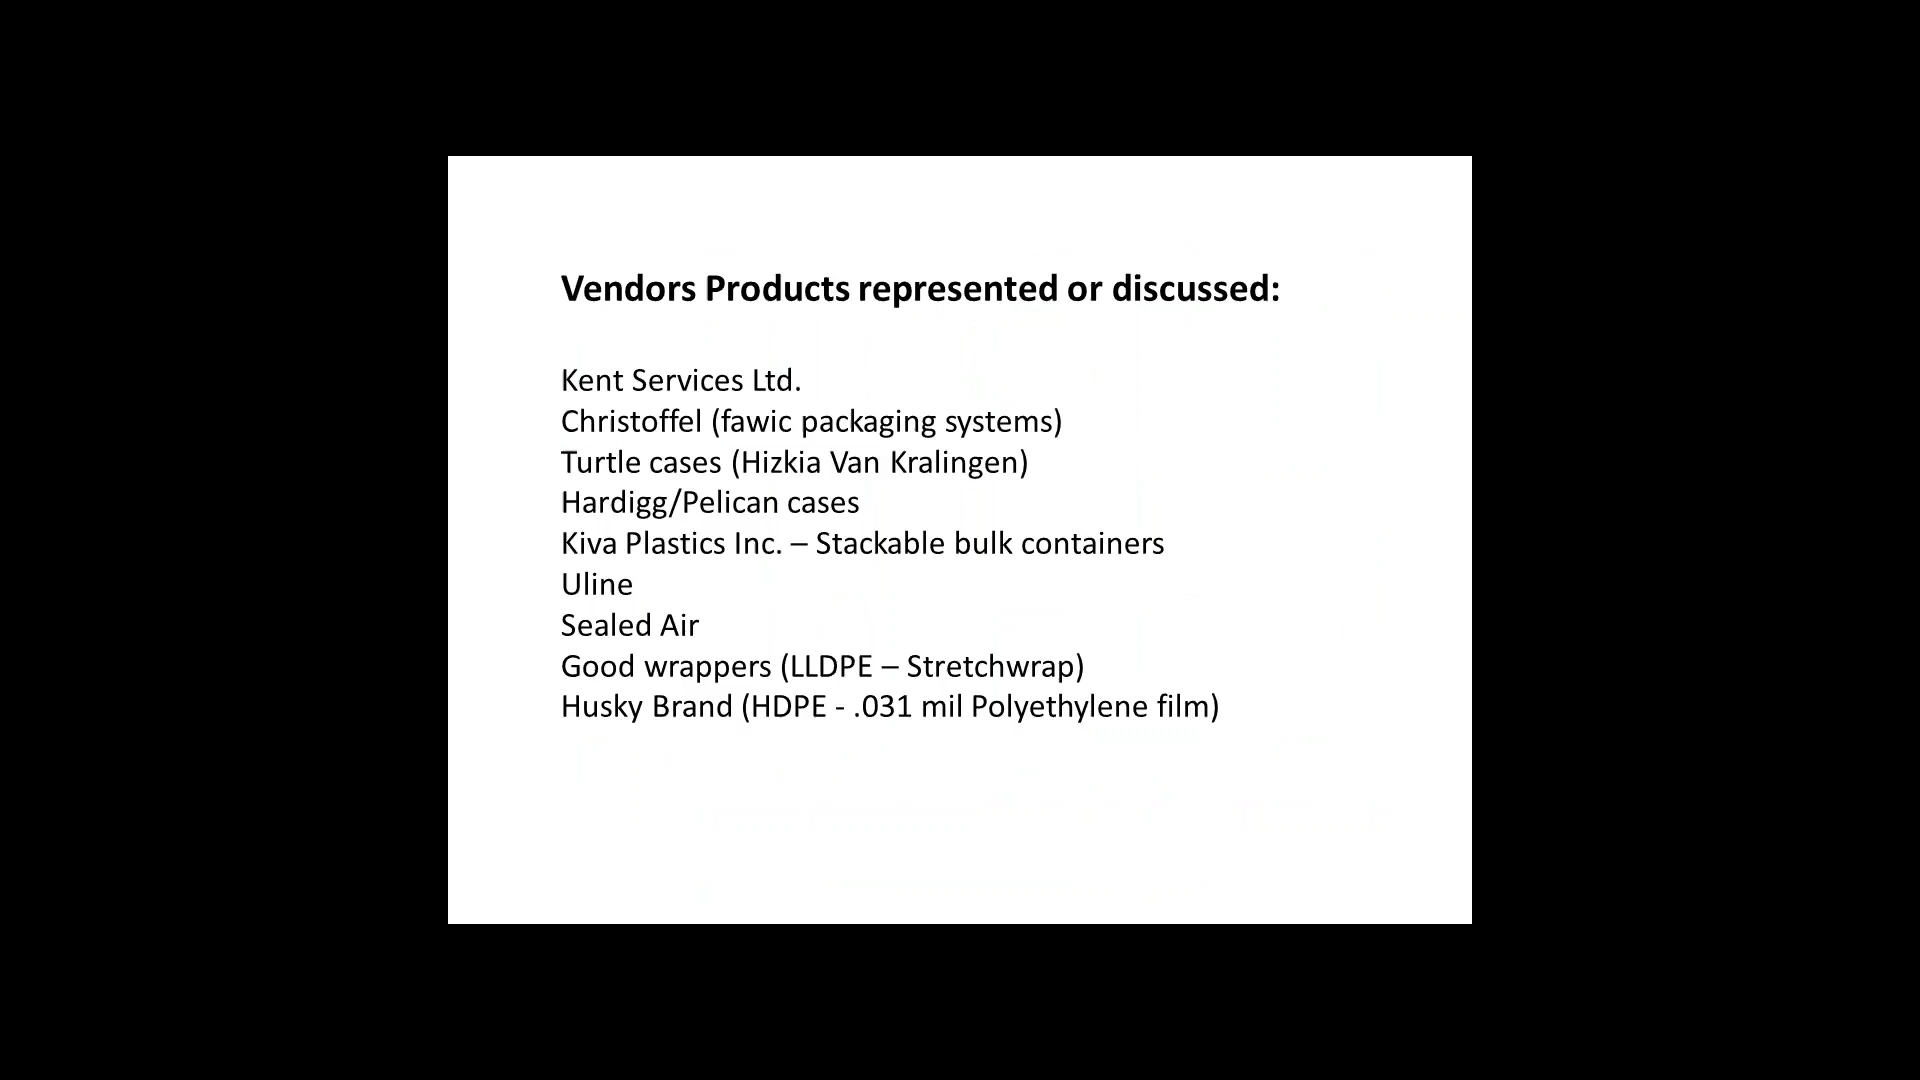 Vendors Products represented or discussed:
Kent Services Ltd.
Christoffel (fawic packaging systems)
Turtle cases (Hizkia Van Kralingen)
Hardigg/Pelican cases
Kiva Plastics Inc. – Stackable bulk containers
Uline
Sealed Air
Good wrappers (LLDPE – Stretchwrap)
Husky Brand (HDPE - .031 mil Polyethylene film)